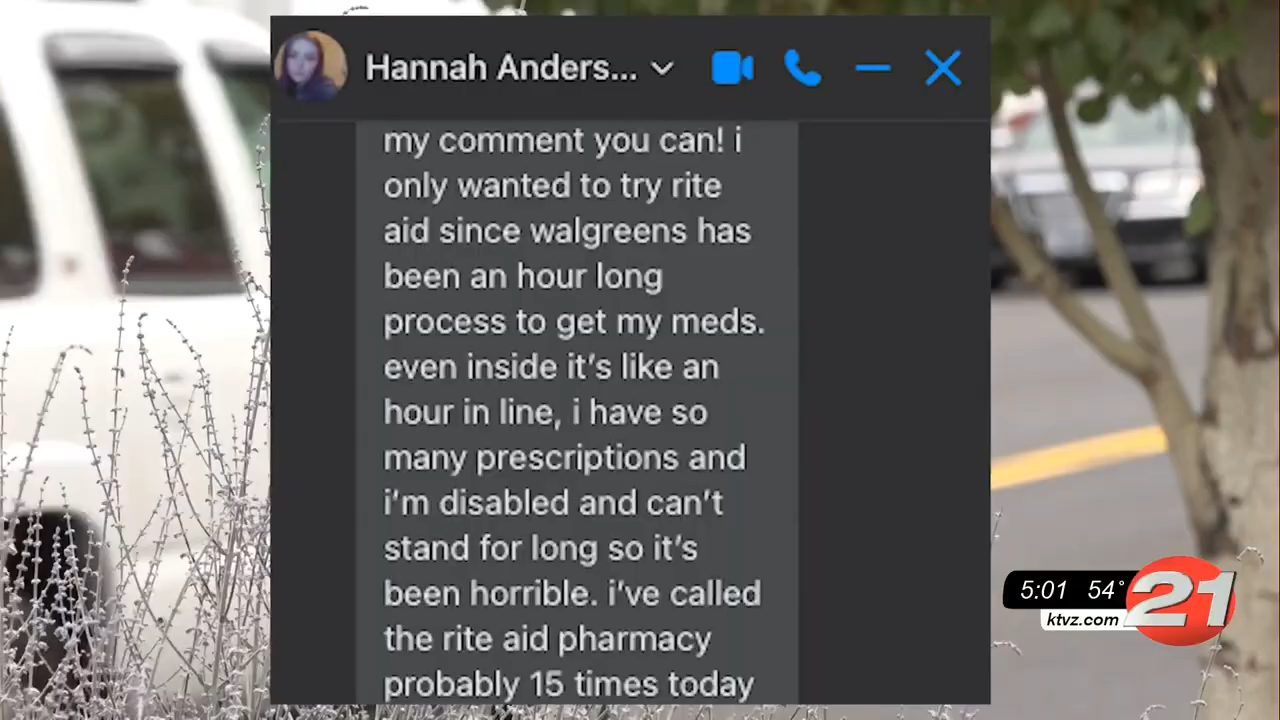 Hannah Anders...
my comment you can! i
only wanted to try rite
aid since walgreens has
been an hour long
process to get my meds.
even inside it’s like an
hour in line, i have so
many prescriptions and
i’m disabled and can’t
stand for long so it’s
been horrible. i’ve called
the rite aid pharmacy
probably 15 times today
5:01 54°
ktvz.com
21